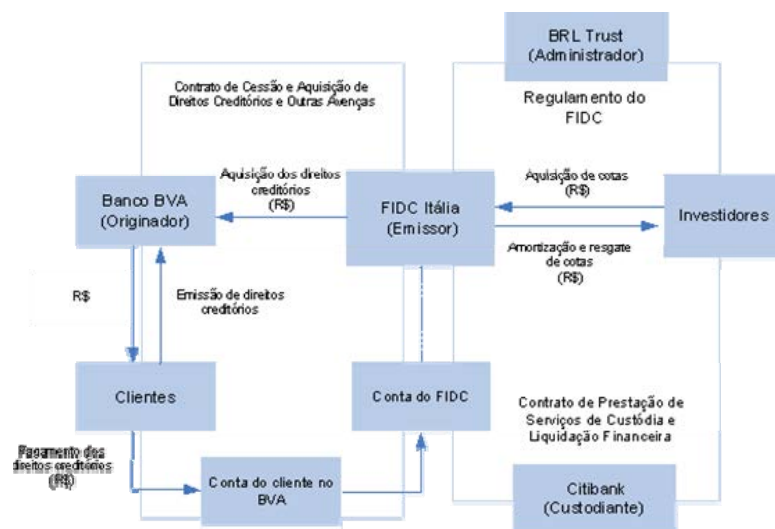 BRL Trust
(Administrador)
Contrato de Cessão e Aquisição de
Direitos Creditórios e Outras Avenças
Regulamento do
FIDC
Aquisição dos direitos
creditórios
(R$)
Aquisição de cotas
(R$)
Banco BVA
(Originador)
FIDC Itália
(Emissor)
Investidores
Amortização e resgate
de cotas
(R$)
R$
Emissão de direitos
creditórios
Clientes
Conta do FIDC
Contrato de Prestação de
Serviços de Custódia e
Liquidação Financeira
Pagamento dos
direitos creditórios
(R$)
Conta do cliente no
BVA
Citibank
(Custodiante)